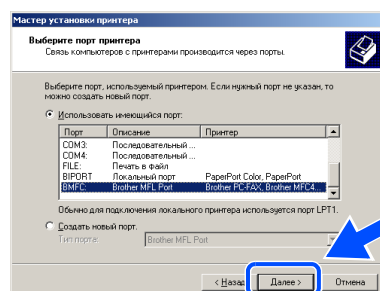 Мастер установки принтера
Выберите порт принтера
Связь компьютеров с принтерами производится через порты.
Выберите порт, используемый принтером. Если нужный порт не указан, то
можно создать новый порт.
Использовать имеющийся порт:
Порт Описание Принтер
COM3: Последовательный ...
COM4: Последовательный ...
FILE: Печать в файл
BIPORT Локальный порт PaperPort Color, PaperPort
BMFC: Brother MFL Port Brother PC-FAX, Brother MFC4...
Обычно для подключения локального принтера используется порт LPT1.
Создать новый порт.
Тип порта: Brother MFL Port
< Назад Далее > Отмена